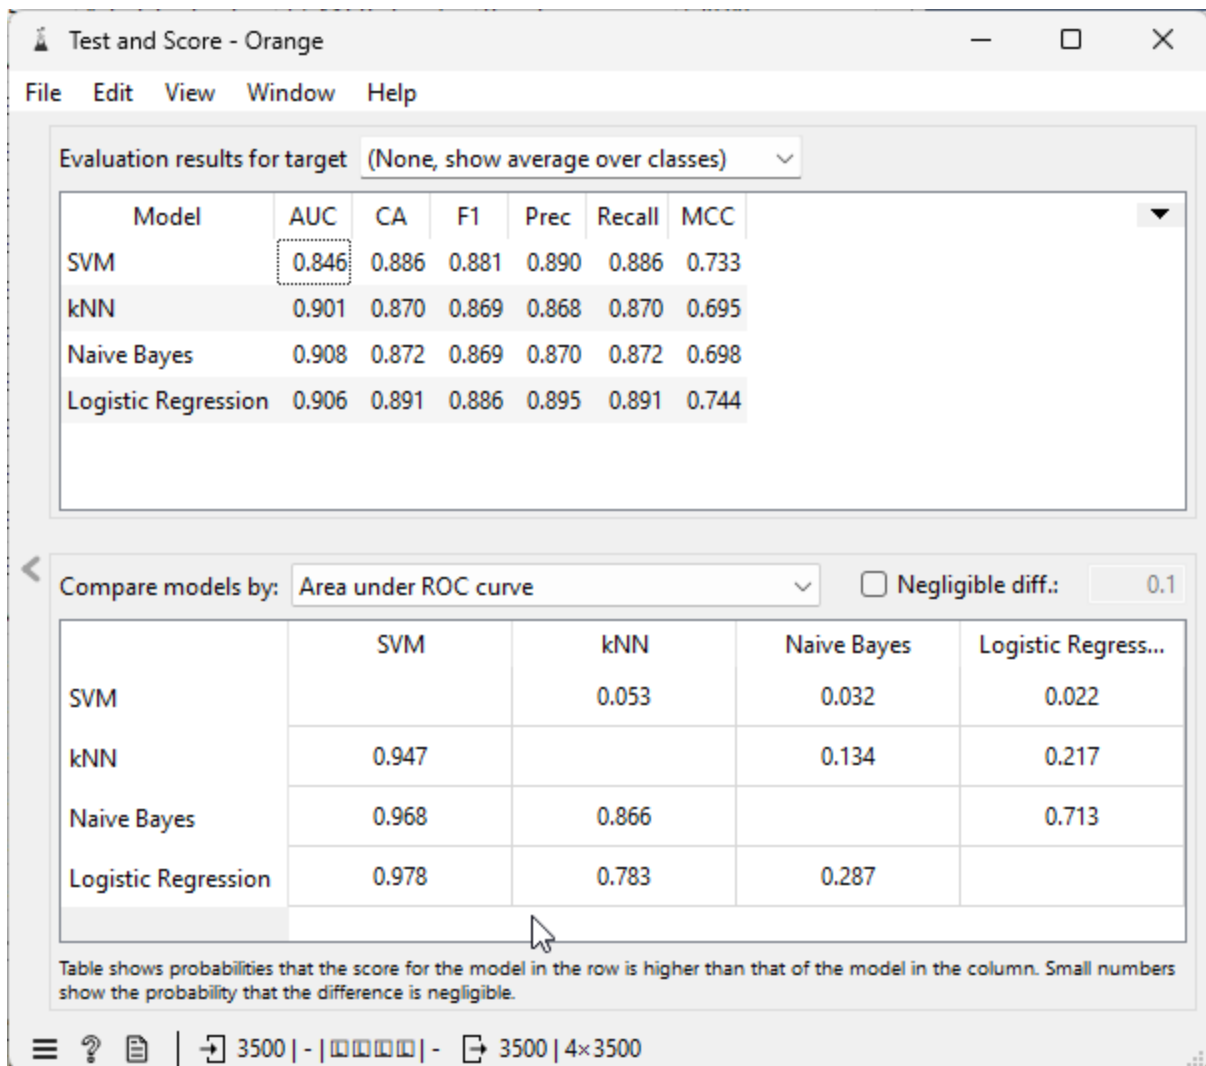 Test and Score - Orange
File Edit View Window Help
Evaluation results for target (None, show average over classes)
Model AUC CA F1 Prec Recall MCC
SVM 0.846 0.886 0.881 0.890 0.886 0.733
kNN 0.901 0.870 0.869 0.868 0.870 0.695
Naive Bayes 0.908 0.872 0.869 0.870 0.872 0.698
Logistic Regression 0.906 0.891 0.886 0.895 0.891 0.744
Compare models by: Area under ROC curve Negligible diff.: 0.1
SVM kNN Naive Bayes Logistic Regress...
SVM 0.053 0.032 0.022
kNN 0.947 0.134 0.217
Naive Bayes 0.968 0.866 0.713
Logistic Regression 0.978 0.783 0.287
Table shows probabilities that the score for the model in the row is higher than that of the model in the column. Small numbers
show the probability that the difference is negligible.
3500 | - | | - 3500 | 4×3500